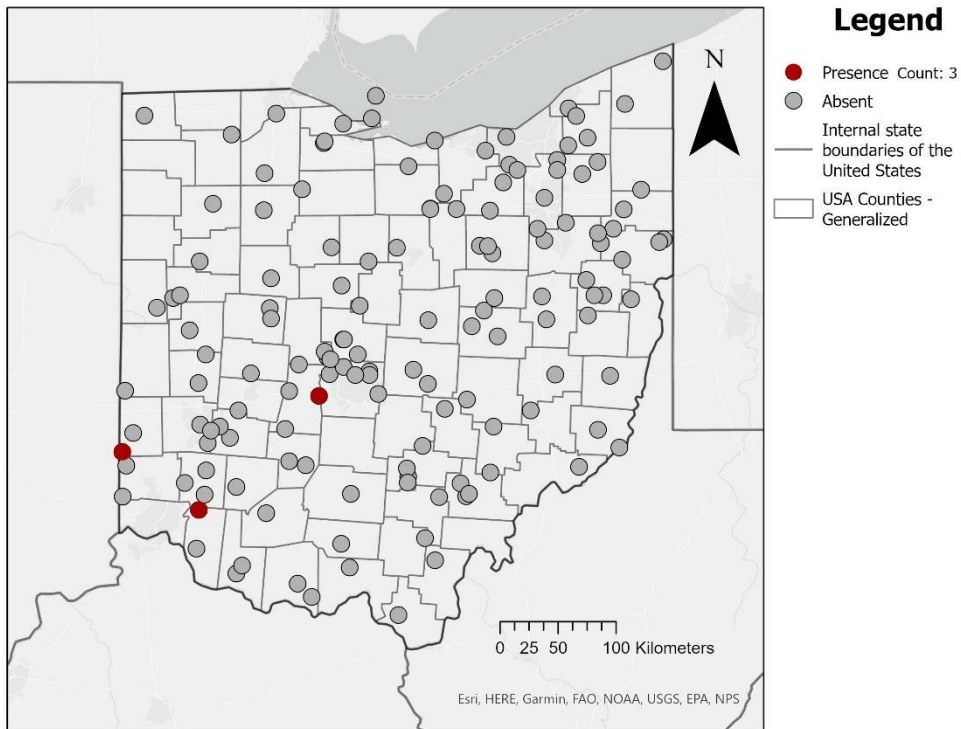 Legend
N
Presence Count: 3
Absent
Internal state
boundaries of the
United States
USA Counties -
Generalized
0 25 50 100 Kilometers
Esri, HERE, Garmin, FAO, NOAA, USGS, EPA, NPS